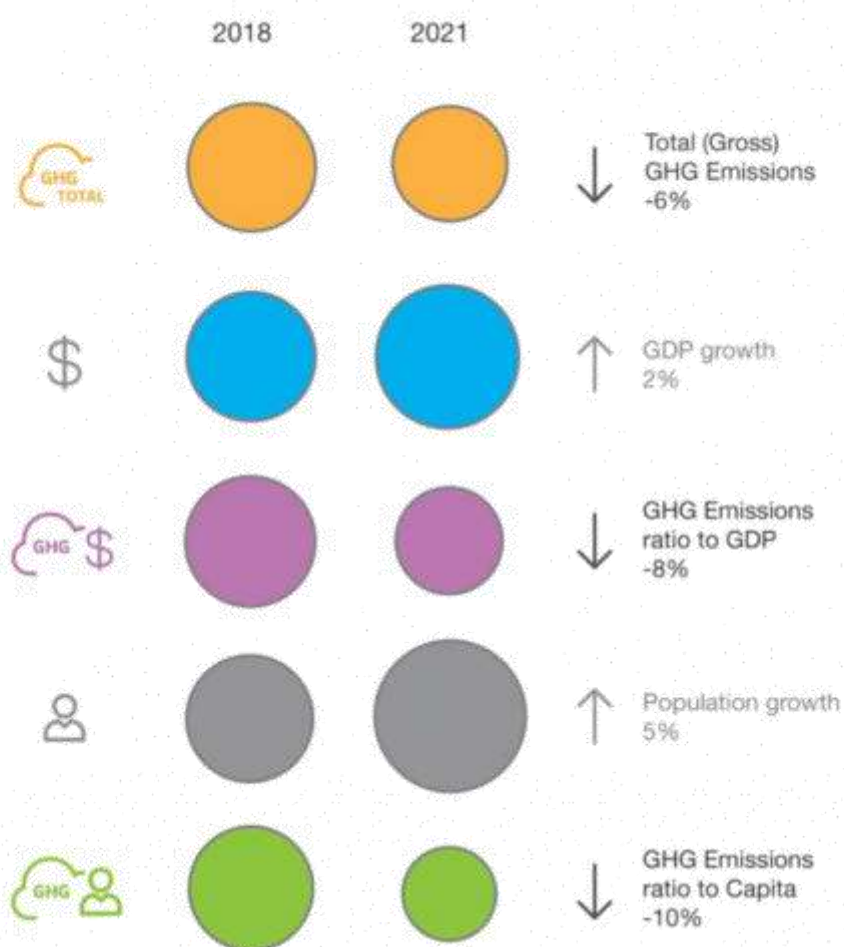 2018
2021
GHG
TOTAL
Total (Gross)
GHG Emissions
-6%
$
GDP growth
2%
GHG $
GHG Emissions
ratio to GDP
-8%
Population growth
5%
GHG
GHG Emissions
ratio to Capita
-10%